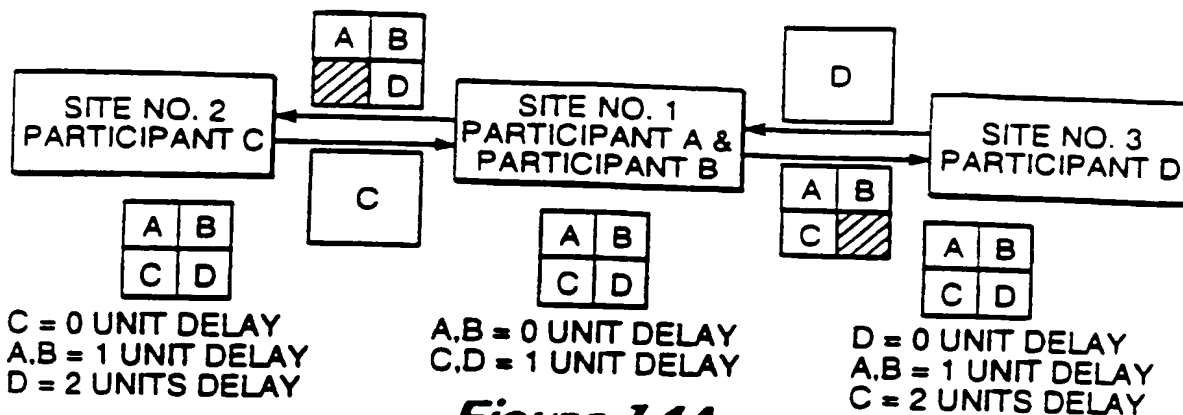 A B
D
D
SITE NO. 2
PARTICIPANT C
SITE NO. 1
PARTICIPANT A &
PARTICIPANT B
SITE NO. 3
PARTICIPANT D
C
A B
C
A B
C D
A B
C D
A B
C D
C = 0 UNIT DELAY
A,B = 1 UNIT DELAY
D = 2 UNITS DELAY
A,B = 0 UNIT DELAY
C,D = 1 UNIT DELAY
D = 0 UNIT DELAY
A,B = 1 UNIT DELAY
C = 2 UNITS DELAY